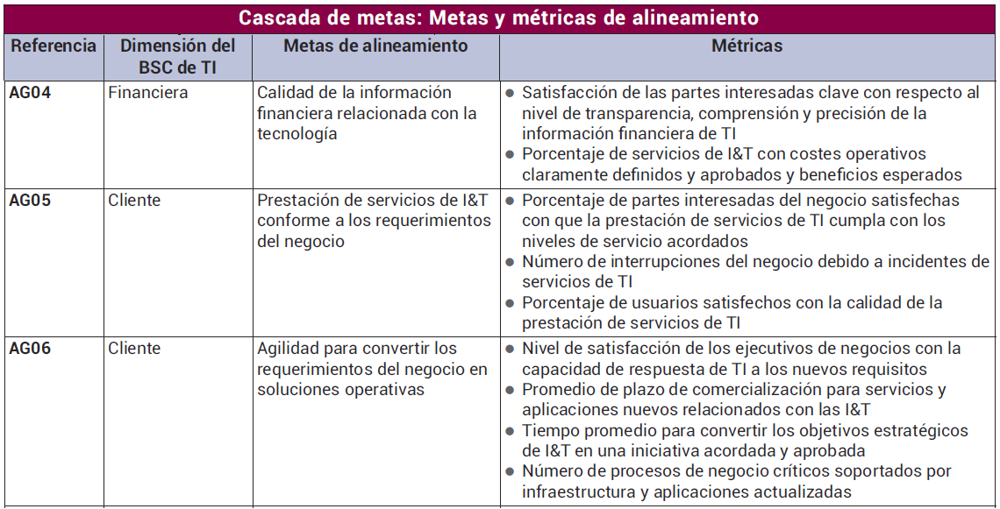 Cascada de metas: Metas y métricas de alineamiento
Referencia
Dimensión del
BSC de TI
Metas de alineamiento
Métricas
AG04
Financiera
Calidad de la información
financiera relacionada con la
tecnología
● Satisfacción de las partes interesadas clave con respecto al
nivel de transparencia, comprensión y precisión de la
información financiera de TI
● Porcentaje de servicios de I&T con costes operativos
claramente definidos y aprobados y beneficios esperados
AG05
Cliente
Prestación de servicios de I&T
conforme a los requerimientos
del negocio
● Porcentaje de partes interesadas del negocio satisfechas
con que la prestación de servicios de TI cumpla con los
niveles de servicio acordados
● Número de interrupciones del negocio debido a incidentes de
servicios de TI
● Porcentaje de usuarios satisfechos con la calidad de la
prestación de servicios de TI
AG06
Cliente
Agilidad para convertir los
requerimientos del negocio en
soluciones operativas
● Nivel de satisfacción de los ejecutivos de negocios con la
capacidad de respuesta de TI a los nuevos requisitos
● Promedio de plazo de comercialización para servicios y
aplicaciones nuevos relacionados con las I&T
● Tiempo promedio para convertir los objetivos estratégicos
de I&T en una iniciativa acordada y aprobada
● Número de procesos de negocio críticos soportados por
infraestructura y aplicaciones actualizadas